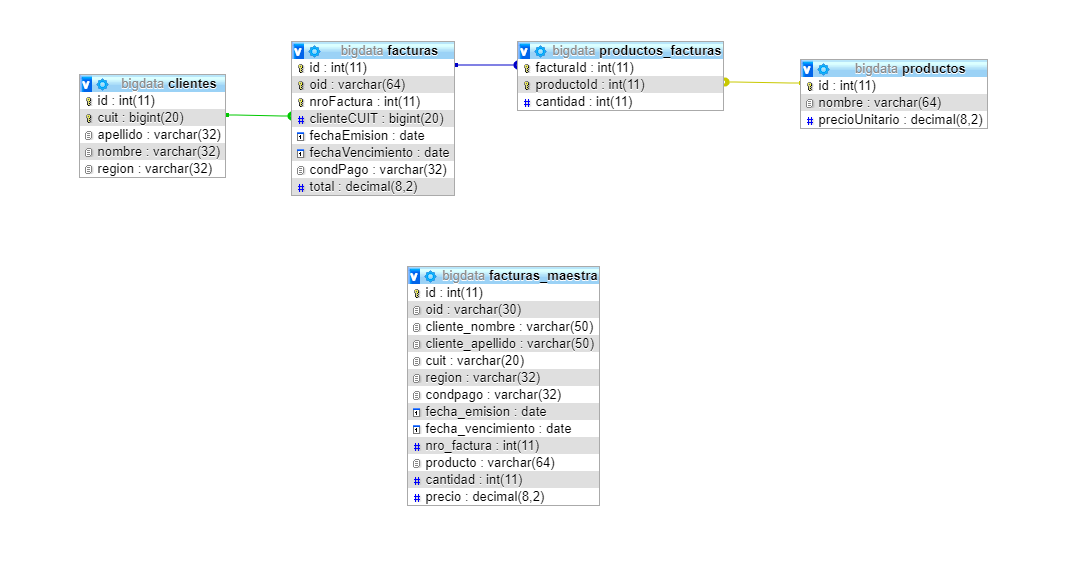 bigdata clientes
id : int(11)
cuit : bigint(20)
apellido : varchar(32)
nombre : varchar(32)
region : varchar(32)
bigdata facturas
id : int(11)
oid : varchar(64)
nroFactura : int(11)
clienteCUIT : bigint(20)
fechaEmision : date
fechaVencimiento : date
condPago : varchar(32)
total : decimal(8,2)
bigdata productos_facturas
facturaId : int(11)
productoId : int(11)
cantidad : int(11)
bigdata productos
id : int(11)
nombre : varchar(64)
precioUnitario : decimal(8,2)
bigdata facturas_maestra
id : int(11)
oid : varchar(30)
cliente_nombre : varchar(50)
cliente_apellido : varchar(50)
cuit : varchar(20)
region : varchar(32)
condpago : varchar(32)
fecha_emision : date
fecha_vencimiento : date
nro_factura : int(11)
producto : varchar(64)
cantidad : int(11)
precio : decimal(8,2)